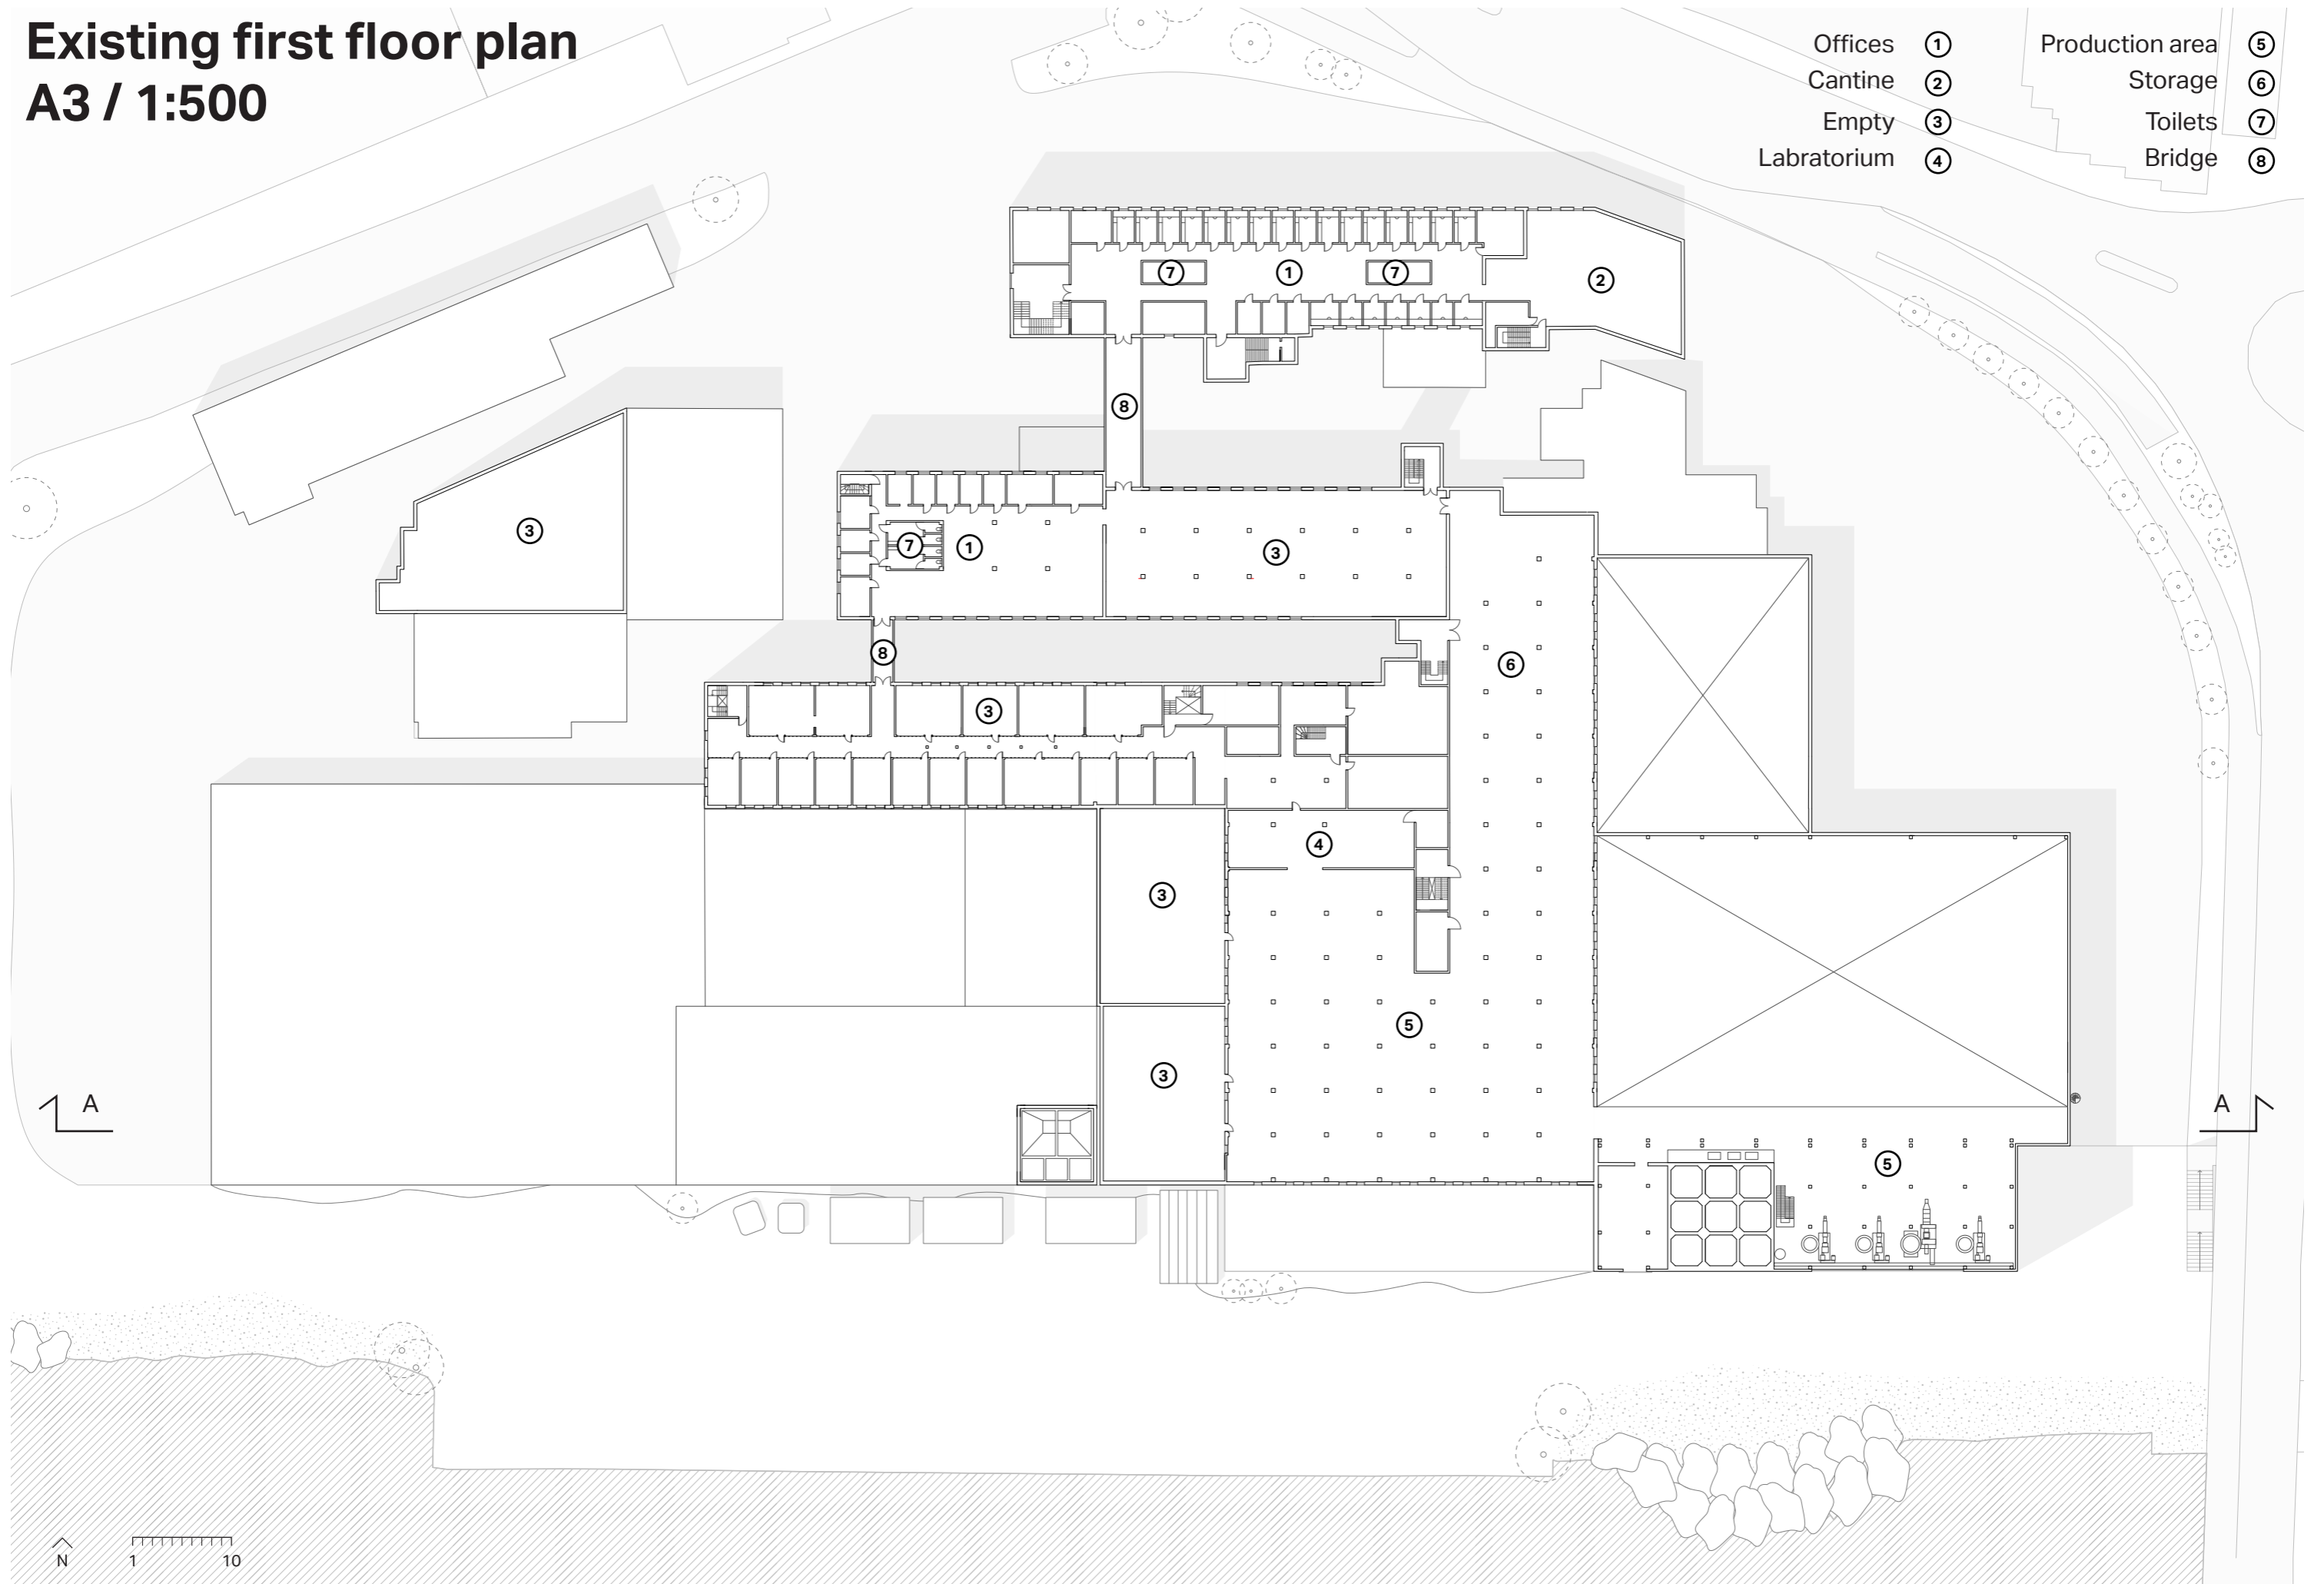 Existing first floor plan
A3 / 1:500
Offices 1
Cantine 2
Empty 3
Labratorium 4
Production area 5
Storage 6
Toilets 7
Bridge 8
7
1
7
2
8
3
7
1
3
8
6
3
4
3
5
3
A
A
5
N
1 10